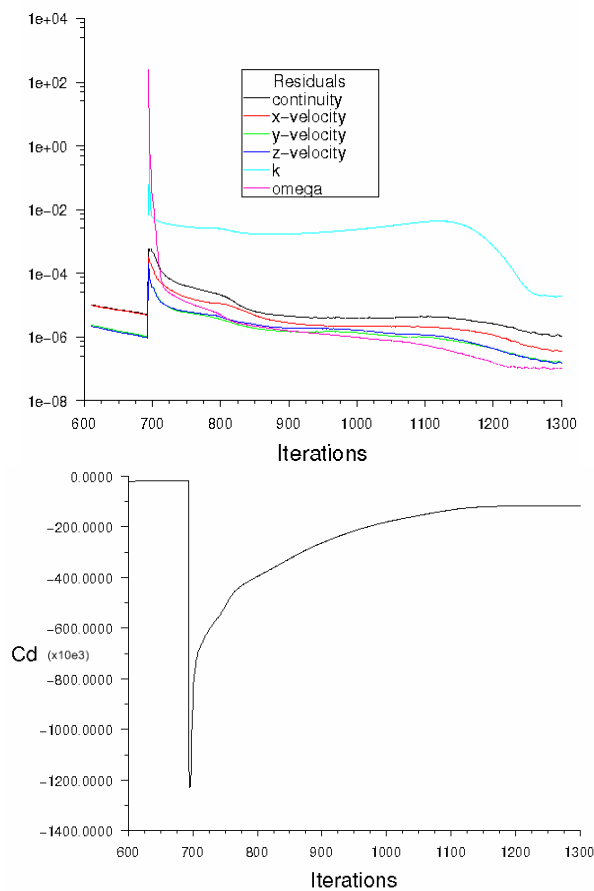 1e+04
1e+02
1e+00
1e-02
1e-04
1e-06
1e-08
Residuals
continuity
x-velocity
y-velocity
z-velocity
k
omega
600 700 800 900 1000 1100 1200 1300
Iterations
0.0000
-200.0000
-400.0000
-600.0000
-800.0000
-1000.0000
-1200.0000
-1400.0000
Cd (x10e3)
600 700 800 900 1000 1100 1200 1300
Iterations